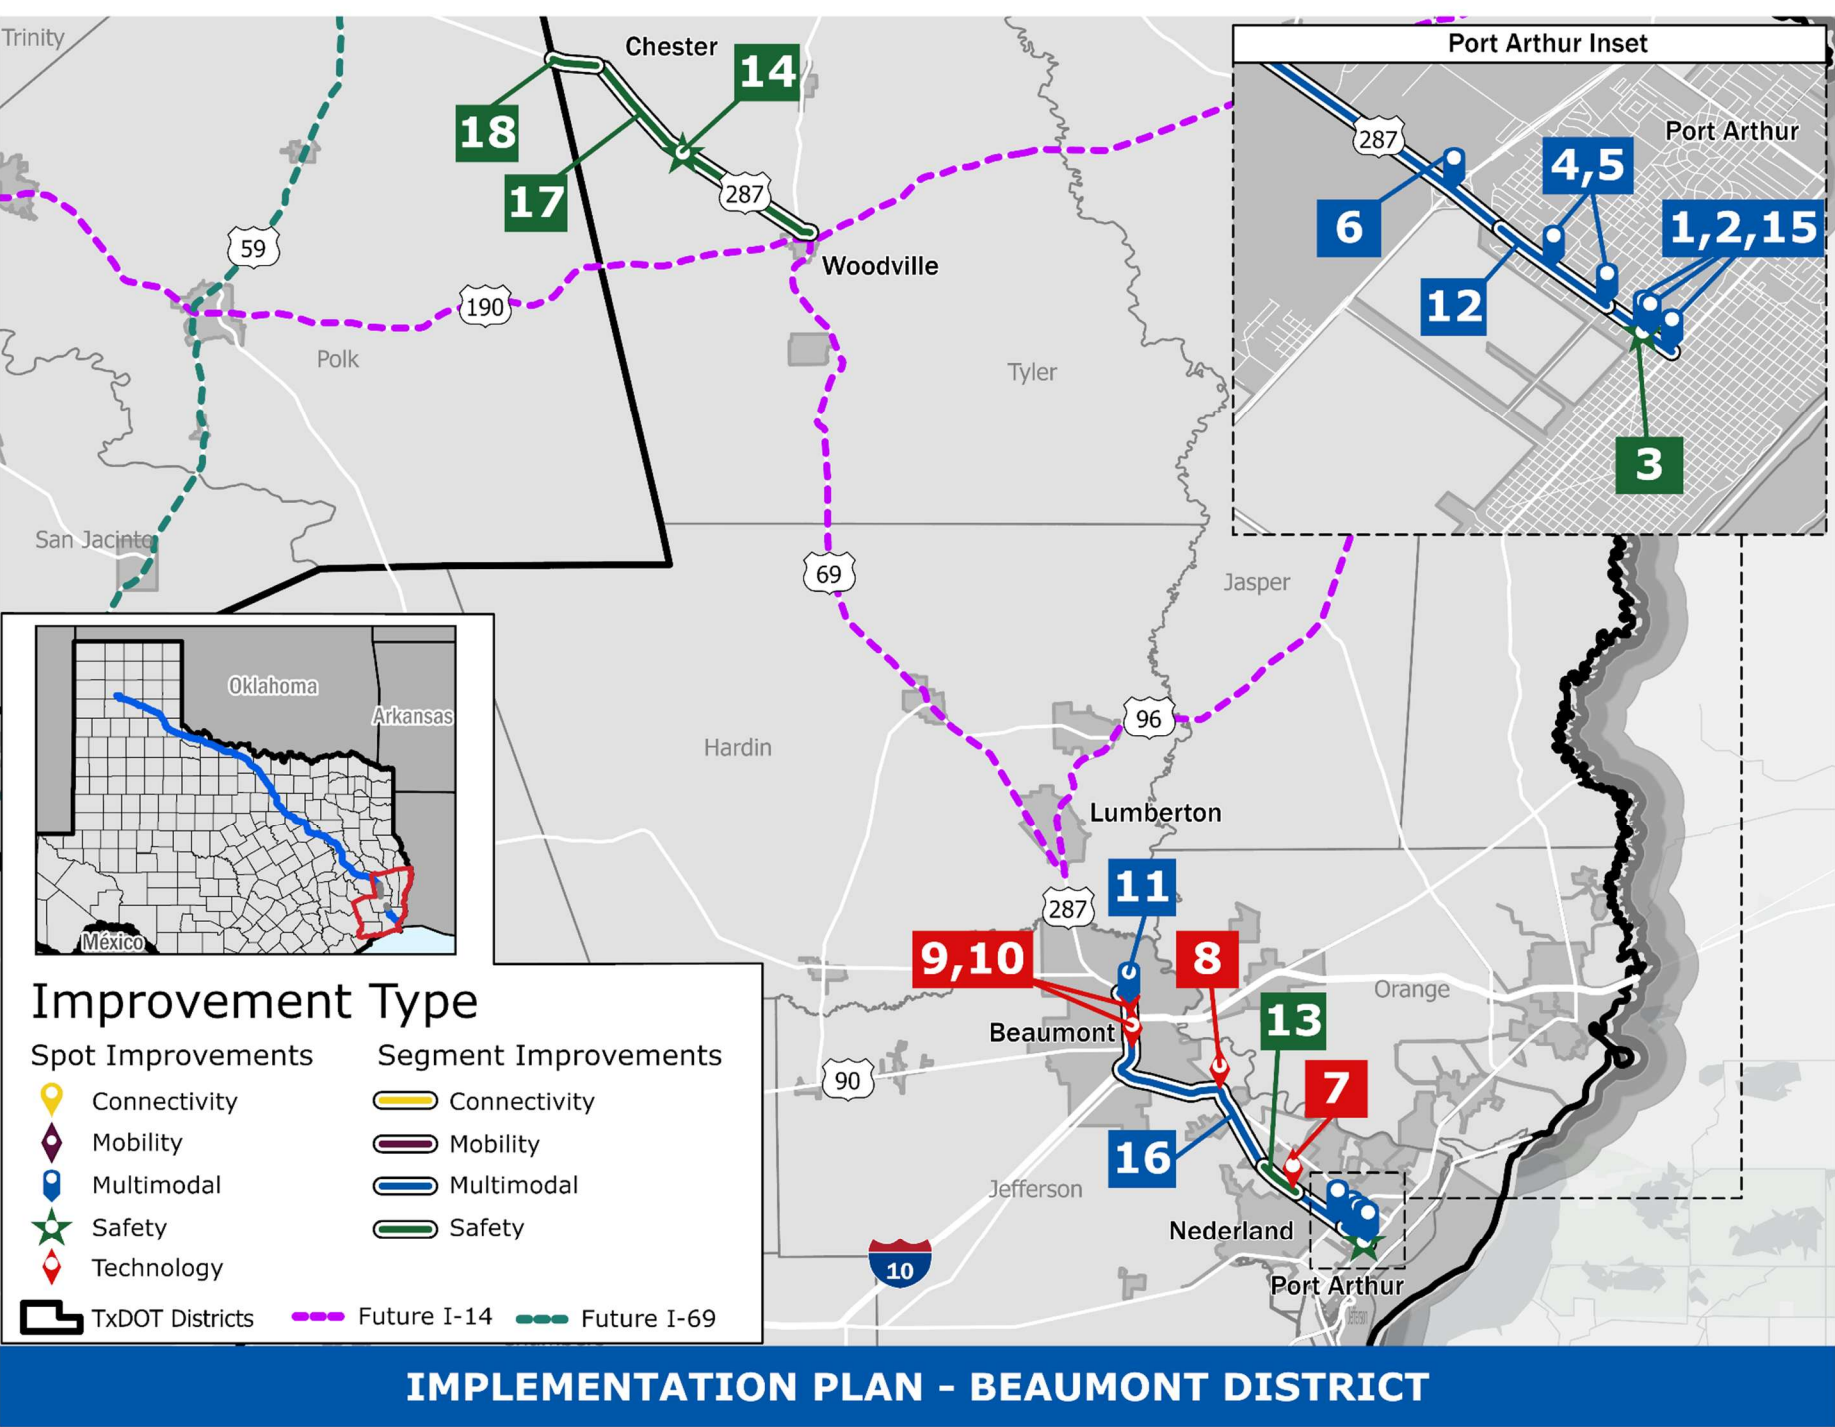 Trinity
Chester
14
18
17
287
59
190
Woodville
Polk
Tyler
San Jacinto
69
Jasper
96
Hardin
Lumberton
287
11
9,10
8
Orange
13
Beaumont
7
90
16
Jefferson
Nederland
10
Port Arthur
Port Arthur Inset
287
Port Arthur
4,5
6
1,2,15
12
3
Oklahoma
Arkansas
México
Improvement Type
Spot Improvements
Connectivity
Mobility
Multimodal
Safety
Technology
Segment Improvements
Connectivity
Mobility
Multimodal
Safety
TxDOT Districts
Future I-14
Future I-69
IMPLEMENTATION PLAN - BEAUMONT DISTRICT